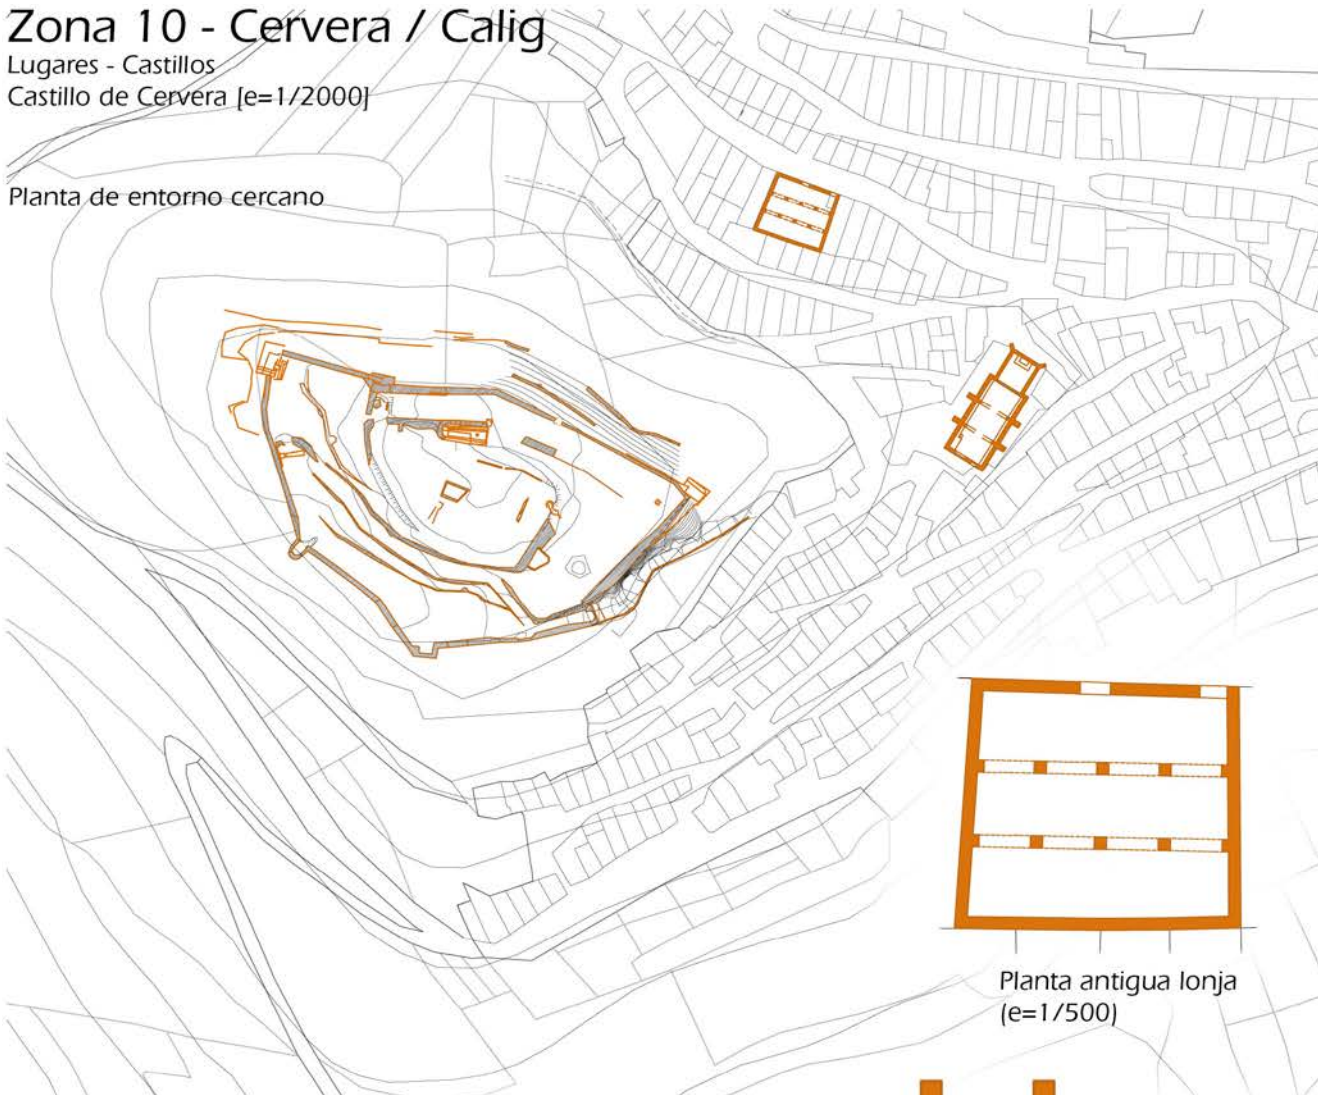 Zona 10 - Cervera / Calig
Lugares - Castillos
Castillo de Cervera [e=1/2000]
Planta de entorno cercano
Planta antigua lonja
(e=1/500)